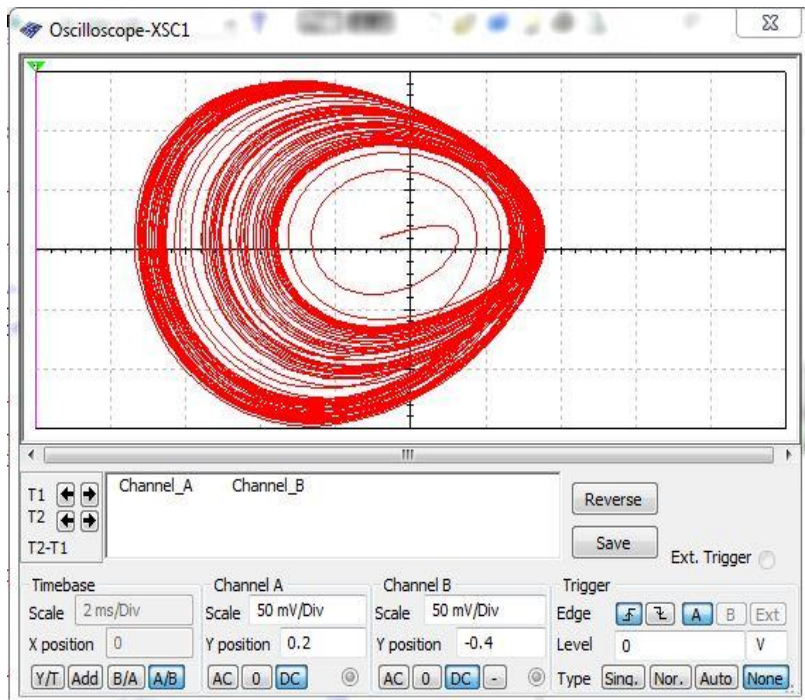 Oscilloscope-XSC1
T1
T2
T2-T1
Channel_A Channel_B
Reverse
Save
Ext. Trigger
Timebase
Scale 2 ms/Div
X position 0
Y/T Add B/A A/B
Channel A
Scale 50 mV/Div
Y position 0.2
AC 0 DC
Channel B
Scale 50 mV/Div
Y position -0.4
AC 0 DC -
Trigger
Edge A B Ext
Level 0 V
Type Sing. Nor. Auto None